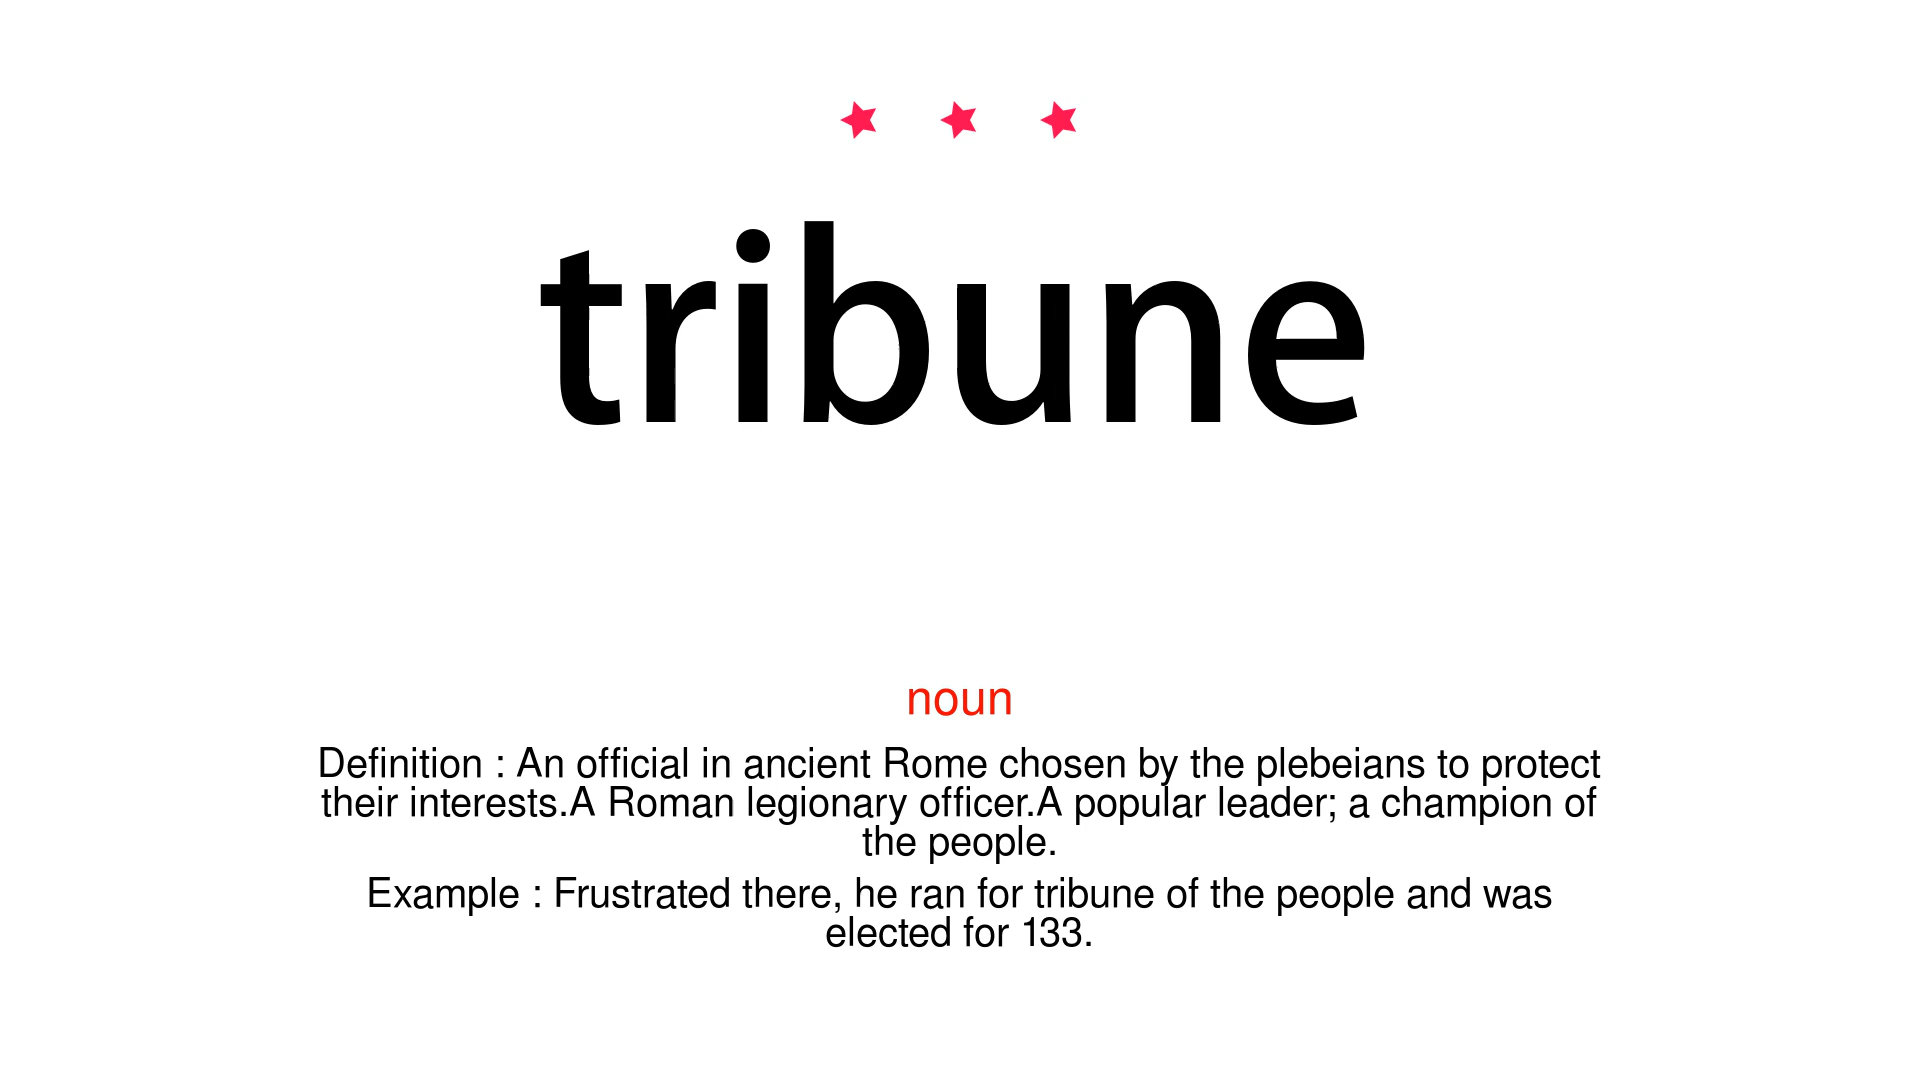 tribune
noun
Definition : An official in ancient Rome chosen by the plebeians to protect
their interests.A Roman legionary officer.A popular leader; a champion of
the people.
Example : Frustrated there, he ran for tribune of the people and was
elected for 133.